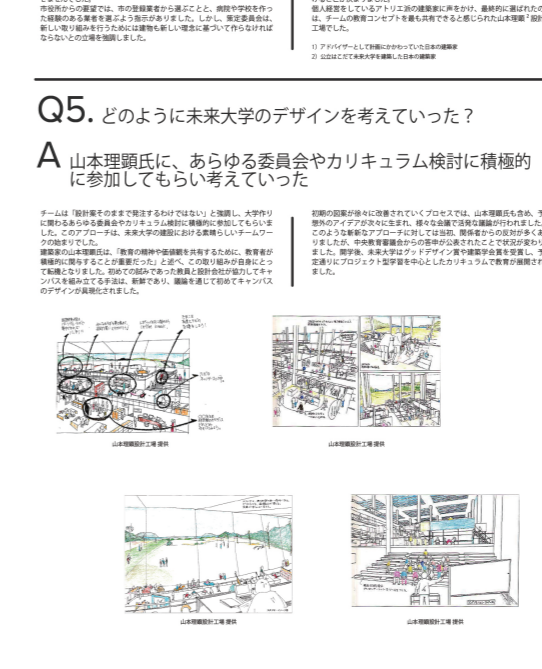 市役所からの要望では、市の登録業者から選ぶことと、病院や学校を作っ
た経験のある業者を選ぶよう指示がありました。しかし、策定委員会は、
新しい取り組みを行うためには建物も新しい理念に基づいて作らなければ
ならないとの立場を強調しました。
個人経営をしているアトリエ派の建築家に声をかけ、最終的に選ばれたの
は、チームの教育コンセプトを最も共有できると感じられた山本理顕²設計
工場でした。
1）アドバイザーとして計画にかかわっていた日本の建築家
2）公立はこだて未来大学を建築した日本の建築家
Q5. どのように未来大学のデザインを考えていった？
A 山本理顕氏に、あらゆる委員会やカリキュラム検討に積極的
に参加してもらい考えていった
チームは「設計案そのままで発注するわけではない」と強調し、大学作り
に関わるあらゆる委員会やカリキュラム検討に積極的に参加してもらいま
した。このアプローチは、未来大学の建設における素晴らしいチームワー
クの始まりでした。
建築家の山本理顕氏は、「教育の精神や価値観を共有するために、教育者が
積極的に関与することが重要だった」と述べ、この取り組みが自身にとっ
て転機となりました。初めての試みであった教員と設計会社が協力してキャ
ンパスを組み立てる手法は、斬新であり、議論を通じて初めてキャンパス
のデザインが具現化されました。
初期の図案が徐々に改善されていくプロセスでは、山本理顕氏も含め、予
想外のアイデアが次々に生まれ、様々な会議で活発な議論が行われました。
このような斬新なアプローチに対しては当初、関係者からの反対が多くあ
りましたが、中央教育審議会からの答申が公表されたことで状況が変わり
ました。開学後、未来大学はグッドデザイン賞や建築学会賞を受賞し、予
定通りにプロジェクト型学習を中心としたカリキュラムで教育が展開され
ました。
山本理顕設計工場 提供
山本理顕設計工場 提供
山本理顕設計工場 提供
山本理顕設計工場 提供